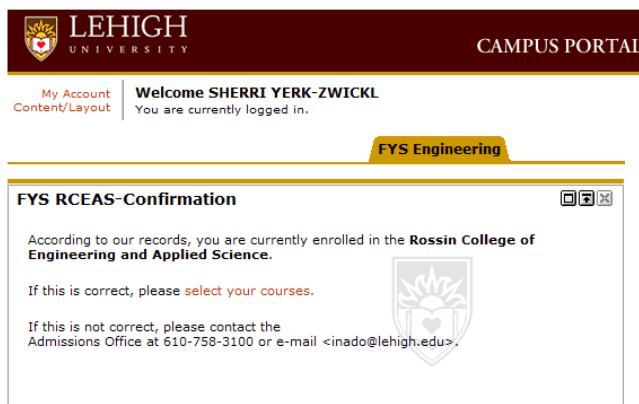 LEHIGH
UNIVERSITY
CAMPUS PORTAL
My Account
Content/Layout
Welcome SHERRI YERK-ZWICKL
You are currently logged in.
FYS Engineering
FYS RCEAS-Confirmation
According to our records, you are currently enrolled in the Rossin College of
Engineering and Applied Science.
If this is correct, please select your courses.
If this is not correct, please contact the
Admissions Office at 610-758-3100 or e-mail <inado@lehigh.edu>.